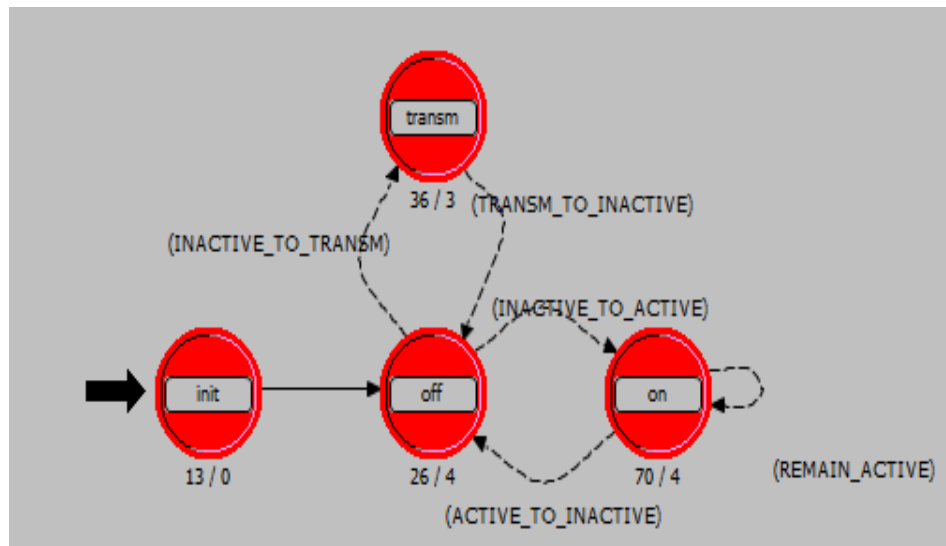 transm
36 / 3
(TRANSM_TO_INACTIVE)
(INACTIVE_TO_TRANSM)
(INACTIVE_TO_ACTIVE)
init
off
on
13 / 0
26 / 4
70 / 4
(REMAIN_ACTIVE)
(ACTIVE_TO_INACTIVE)